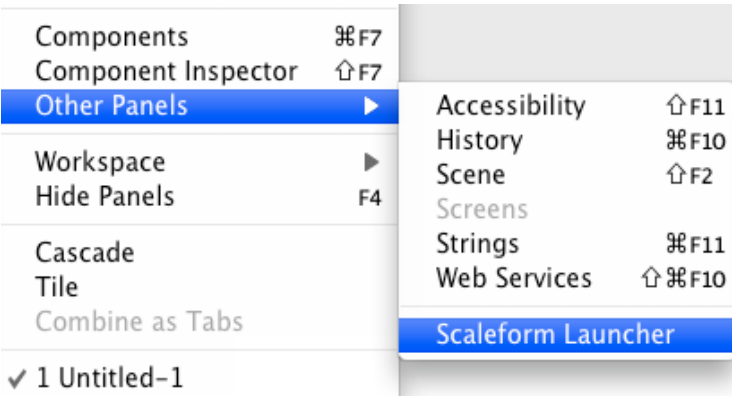 Components ⌘F7
Component Inspector ⇧F7
Other Panels ▶
Workspace ▶
Hide Panels F4
Cascade
Tile
Combine as Tabs
✓ 1 Untitled-1
Accessibility ⇧F11
History ⌘F10
Scene ⇧F2
Screens
Strings ⌘F11
Web Services ⇧⌘F10
Scaleform Launcher